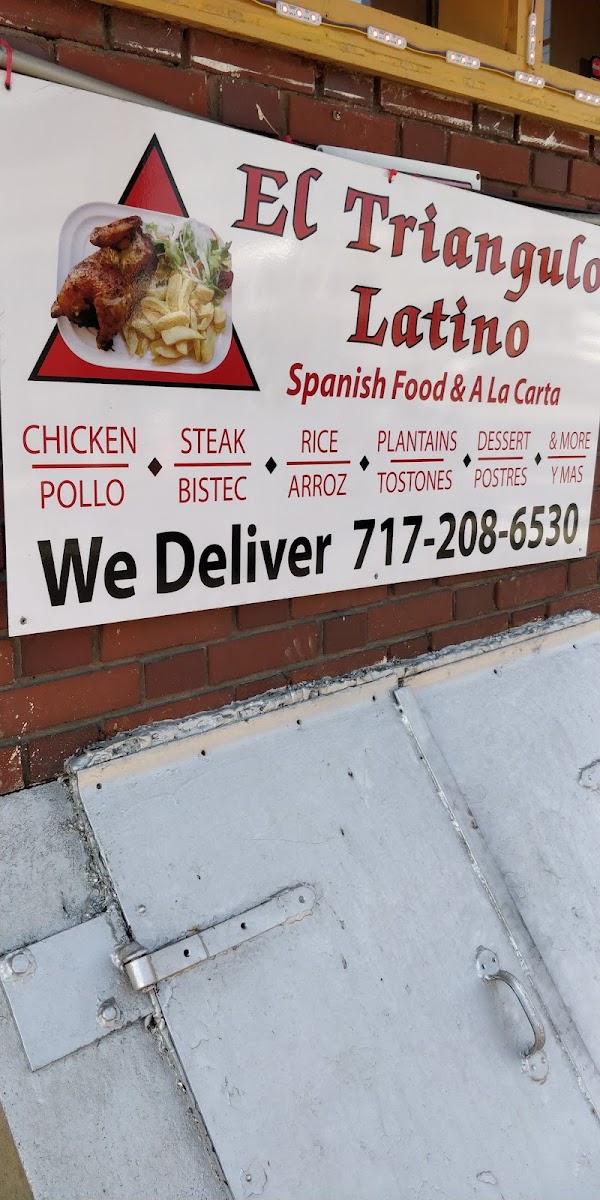 El Triangulo
Latino
Spanish Food & A La Carta
CHICKEN STEAK RICE PLANTAINS DESSERT & MORE
POLLO BISTEC ARROZ TOSTONES POSTRES Y MAS
We Deliver 717-208-6530